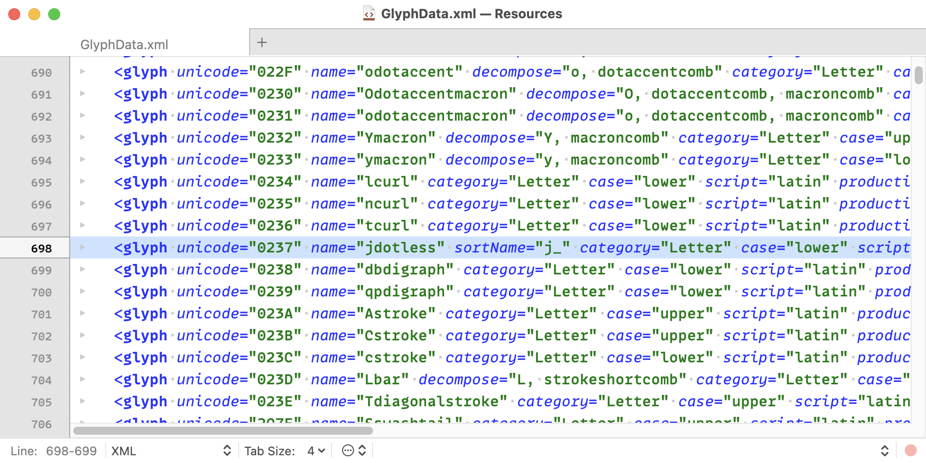 GlyphData.xml — Resources
GlyphData.xml
690 <glyph unicode="022F" name="odotaccent" decompose="o, dotaccentcomb" category="Letter" ca
691 <glyph unicode="0230" name="Odotaccentmacron" decompose="O, dotaccentcomb, macroncomb" ca
692 <glyph unicode="0231" name="odotaccentmacron" decompose="o, dotaccentcomb, macroncomb" ca
693 <glyph unicode="0232" name="Ymacron" decompose="Y, macroncomb" category="Letter" case="up
694 <glyph unicode="0233" name="ymacron" decompose="y, macroncomb" category="Letter" case="lo
695 <glyph unicode="0234" name="lcurl" category="Letter" case="lower" script="latin" producti
696 <glyph unicode="0235" name="ncurl" category="Letter" case="lower" script="latin" producti
697 <glyph unicode="0236" name="tcurl" category="Letter" case="lower" script="latin" producti
698 <glyph unicode="0237" name="jdotless" sortName="j_" category="Letter" case="lower" script
699 <glyph unicode="0238" name="dbdigraph" category="Letter" case="lower" script="latin" prod
700 <glyph unicode="0239" name="qpdigraph" category="Letter" case="lower" script="latin" prod
701 <glyph unicode="023A" name="Astroke" category="Letter" case="upper" script="latin" produc
702 <glyph unicode="023B" name="Cstroke" category="Letter" case="upper" script="latin" produc
703 <glyph unicode="023C" name="cstroke" category="Letter" case="lower" script="latin" produc
704 <glyph unicode="023D" name="Lbar" decompose="L, strokeshortcomb" category="Letter" case="
705 <glyph unicode="023E" name="Tdiagonalstroke" category="Letter" case="upper" script="latin
706
Line: 698-699 XML Tab Size: 4